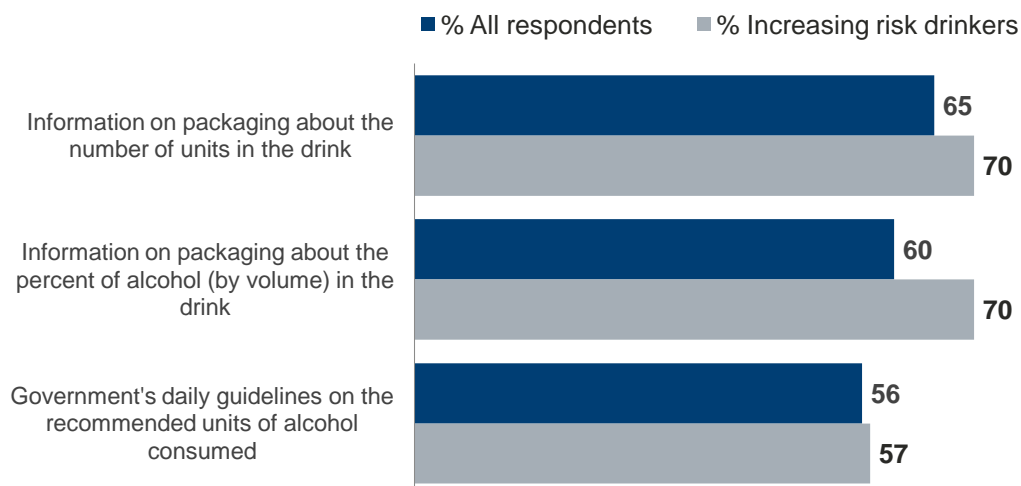 % All respondents % Increasing risk drinkers
Information on packaging about the
number of units in the drink
65
70
Information on packaging about the
percent of alcohol (by volume) in the
drink
60
70
Government's daily guidelines on the
recommended units of alcohol
consumed
56
57